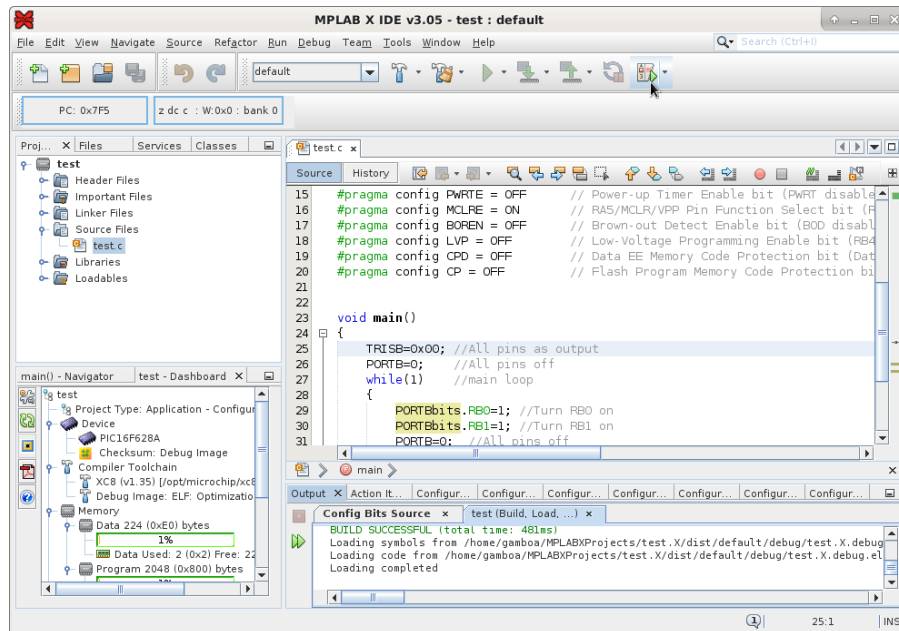 MPLAB X IDE v3.05 - test : default
File Edit View Navigate Source Refactor Run Debug Team Tools Window Help
Search (Ctrl+I)
default
PC: 0x7F5
z dc c : W:0x0 : bank 0
Proj... Files Services Classes
test
Header Files
Important Files
Linker Files
Source Files
test.c
Libraries
Loadables
test.c
Source History
15 #pragma config PWRTE = OFF // Power-up Timer Enable bit (PWRT disable
16 #pragma config MCLRE = ON // RA5/MCLR/VPP Pin Function Select bit (R
17 #pragma config BOREN = OFF // Brown-out Detect Enable bit (BOD disabl
18 #pragma config LVP = OFF // Low-Voltage Programming Enable bit (RB4
19 #pragma config CPD = OFF // Data EE Memory Code Protection bit (Dat
20 #pragma config CP = OFF // Flash Program Memory Code Protection bi
21
22
23 void main()
24 {
25 TRISB=0x00; //All pins as output
26 PORTB=0; //All pins off
27 while(1) //main loop
28 {
29 PORTBbits.RB0=1; //Turn RB0 on
30 PORTBbits.RB1=1; //Turn RB1 on
31 PORTB=0; //All pins off
main
main() - Navigator test - Dashboard
test
Project Type: Application - Configur
Device
PIC16F628A
Checksum: Debug Image
Compiler Toolchain
XC8 (v1.35) [/opt/microchip/xc8
Debug Image: ELF: Optimizatio
Memory
Data 224 (0xE0) bytes
1%
Data Used: 2 (0x2) Free: 22
Program 2048 (0x800) bytes
Output Action It... Configur... Configur... Configur... Configur... Configur... Configur... Configur...
Config Bits Source test (Build, Load, ...)
BUILD SUCCESSFUL (total time: 481ms)
Loading symbols from /home/gamboa/MPLABXProjects/test.X/dist/default/debug/test.X.debug
Loading code from /home/gamboa/MPLABXProjects/test.X/dist/default/debug/test.X.debug.el
Loading completed
1 25:1 INS